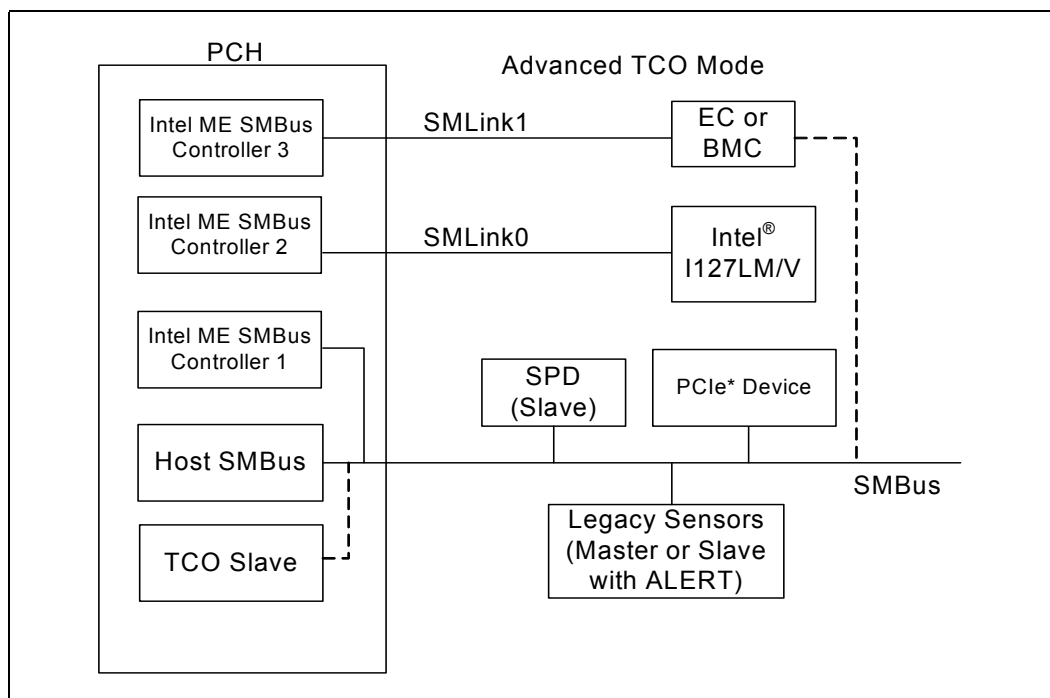 PCH
Advanced TCO Mode
Intel ME SMBus
Controller 3
SMLink1
EC or
BMC
Intel ME SMBus
Controller 2
SMLink0
Intel®
I127LM/V
Intel ME SMBus
Controller 1
SPD
(Slave)
PCIe* Device
Host SMBus
SMBus
Legacy Sensors
(Master or Slave
with ALERT)
TCO Slave